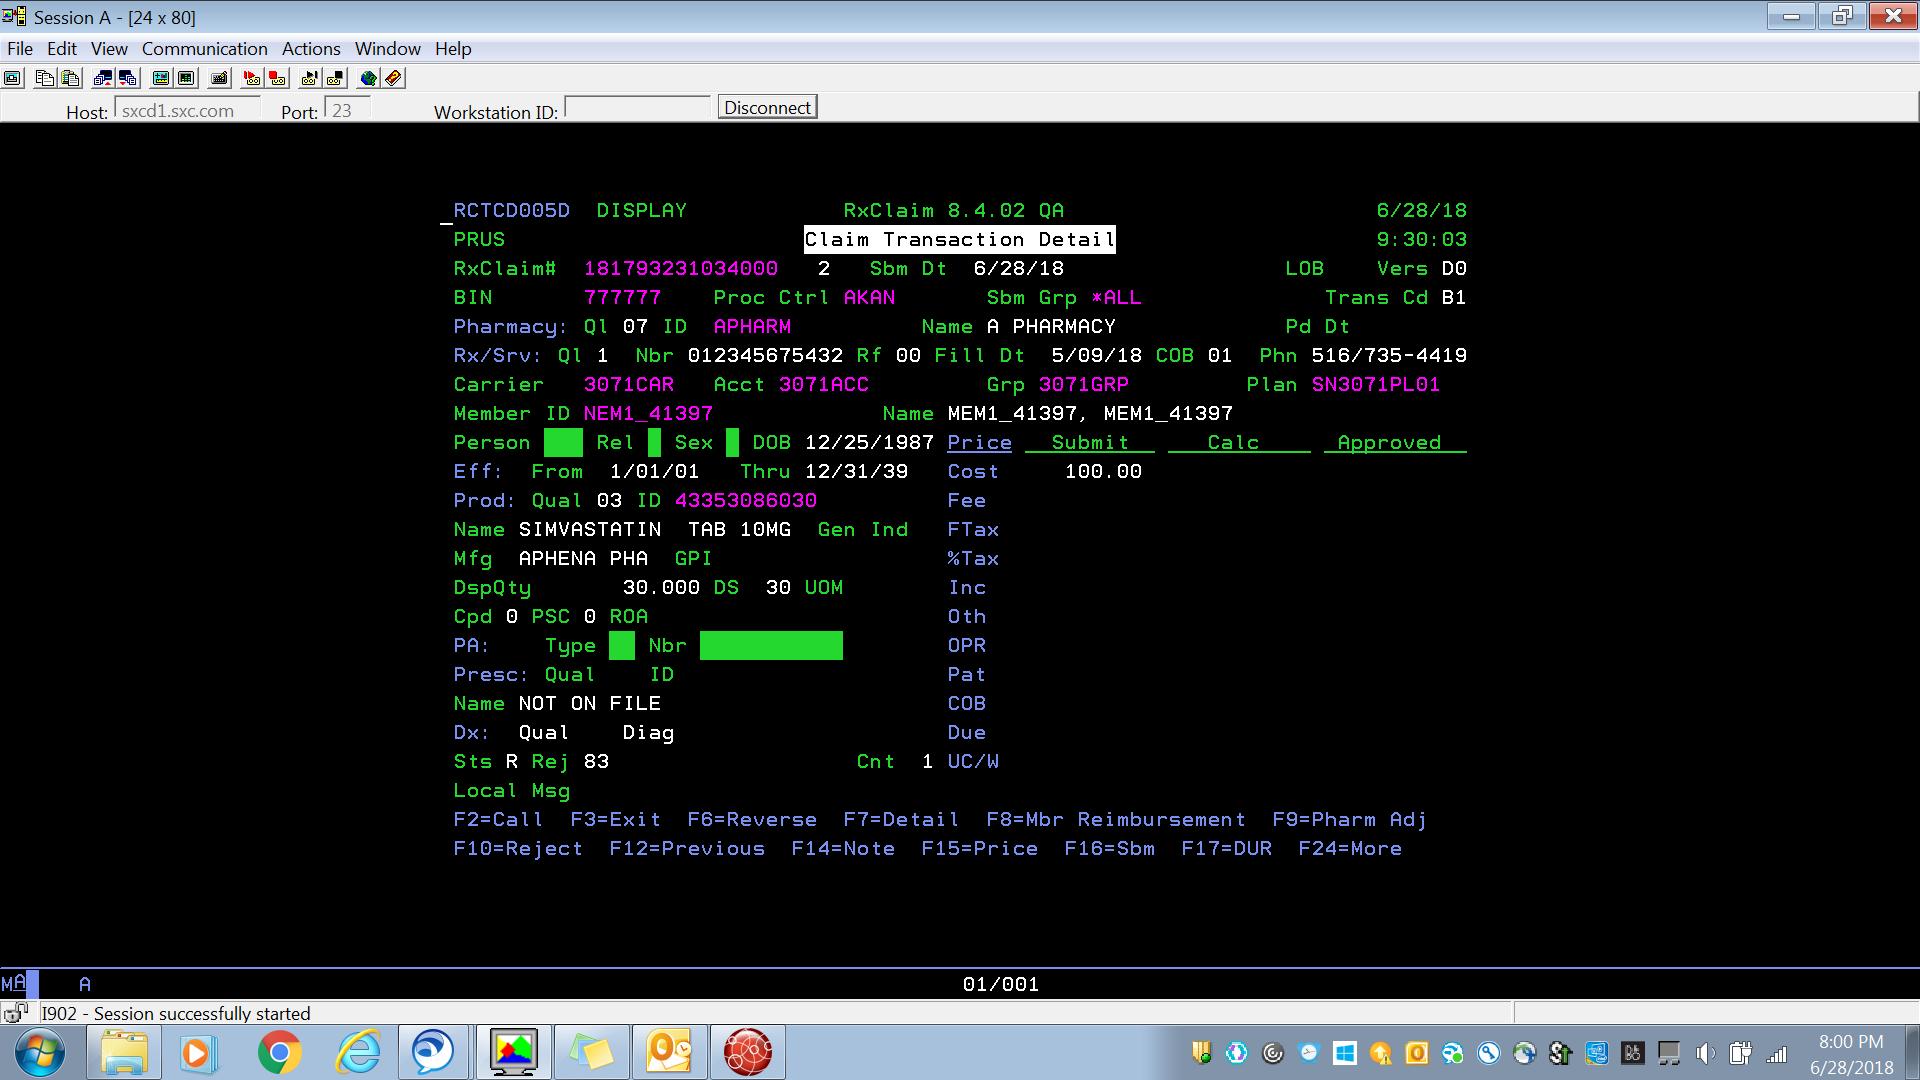 Session A - [24 x 80]
File Edit View Communication Actions Window Help
Host: sxcd1.sxc.com Port: 23 Workstation ID: Disconnect
RCTCD005D DISPLAY RxClaim 8.4.02 QA 6/28/18
PRUS Claim Transaction Detail 9:30:03
RxClaim# 181793231034000 2 Sbm Dt 6/28/18 LOB Vers D0
BIN 777777 Proc Ctrl AKAN Sbm Grp *ALL Trans Cd B1
Pharmacy: Ql 07 ID APHARM Name A PHARMACY Pd Dt
Rx/Srv: Ql 1 Nbr 012345675432 Rf 00 Fill Dt 5/09/18 COB 01 Phn 516/735-4419
Carrier 3071CAR Acct 3071ACC Grp 3071GRP Plan SN3071PL01
Member ID NEM1_41397 Name MEM1_41397, MEM1_41397
Person Rel Sex DOB 12/25/1987 Price Submit Calc Approved
Eff: From 1/01/01 Thru 12/31/39 Cost 100.00
Prod: Qual 03 ID 43353086030 Fee
Name SIMVASTATIN TAB 10MG Gen Ind FTax
Mfg APHENA PHA GPI %Tax
DspQty 30.000 DS 30 UOM Inc
Cpd 0 PSC 0 ROA Oth
PA: Type Nbr OPR
Presc: Qual ID Pat
Name NOT ON FILE COB
Dx: Qual Diag Due
Sts R Rej 83 Cnt 1 UC/W
Local Msg
F2=Call F3=Exit F6=Reverse F7=Detail F8=Mbr Reimbursement F9=Pharm Adj
F10=Reject F12=Previous F14=Note F15=Price F16=Sbm F17=DUR F24=More
MA A 01/001
I902 - Session successfully started
8:00 PM
6/28/2018